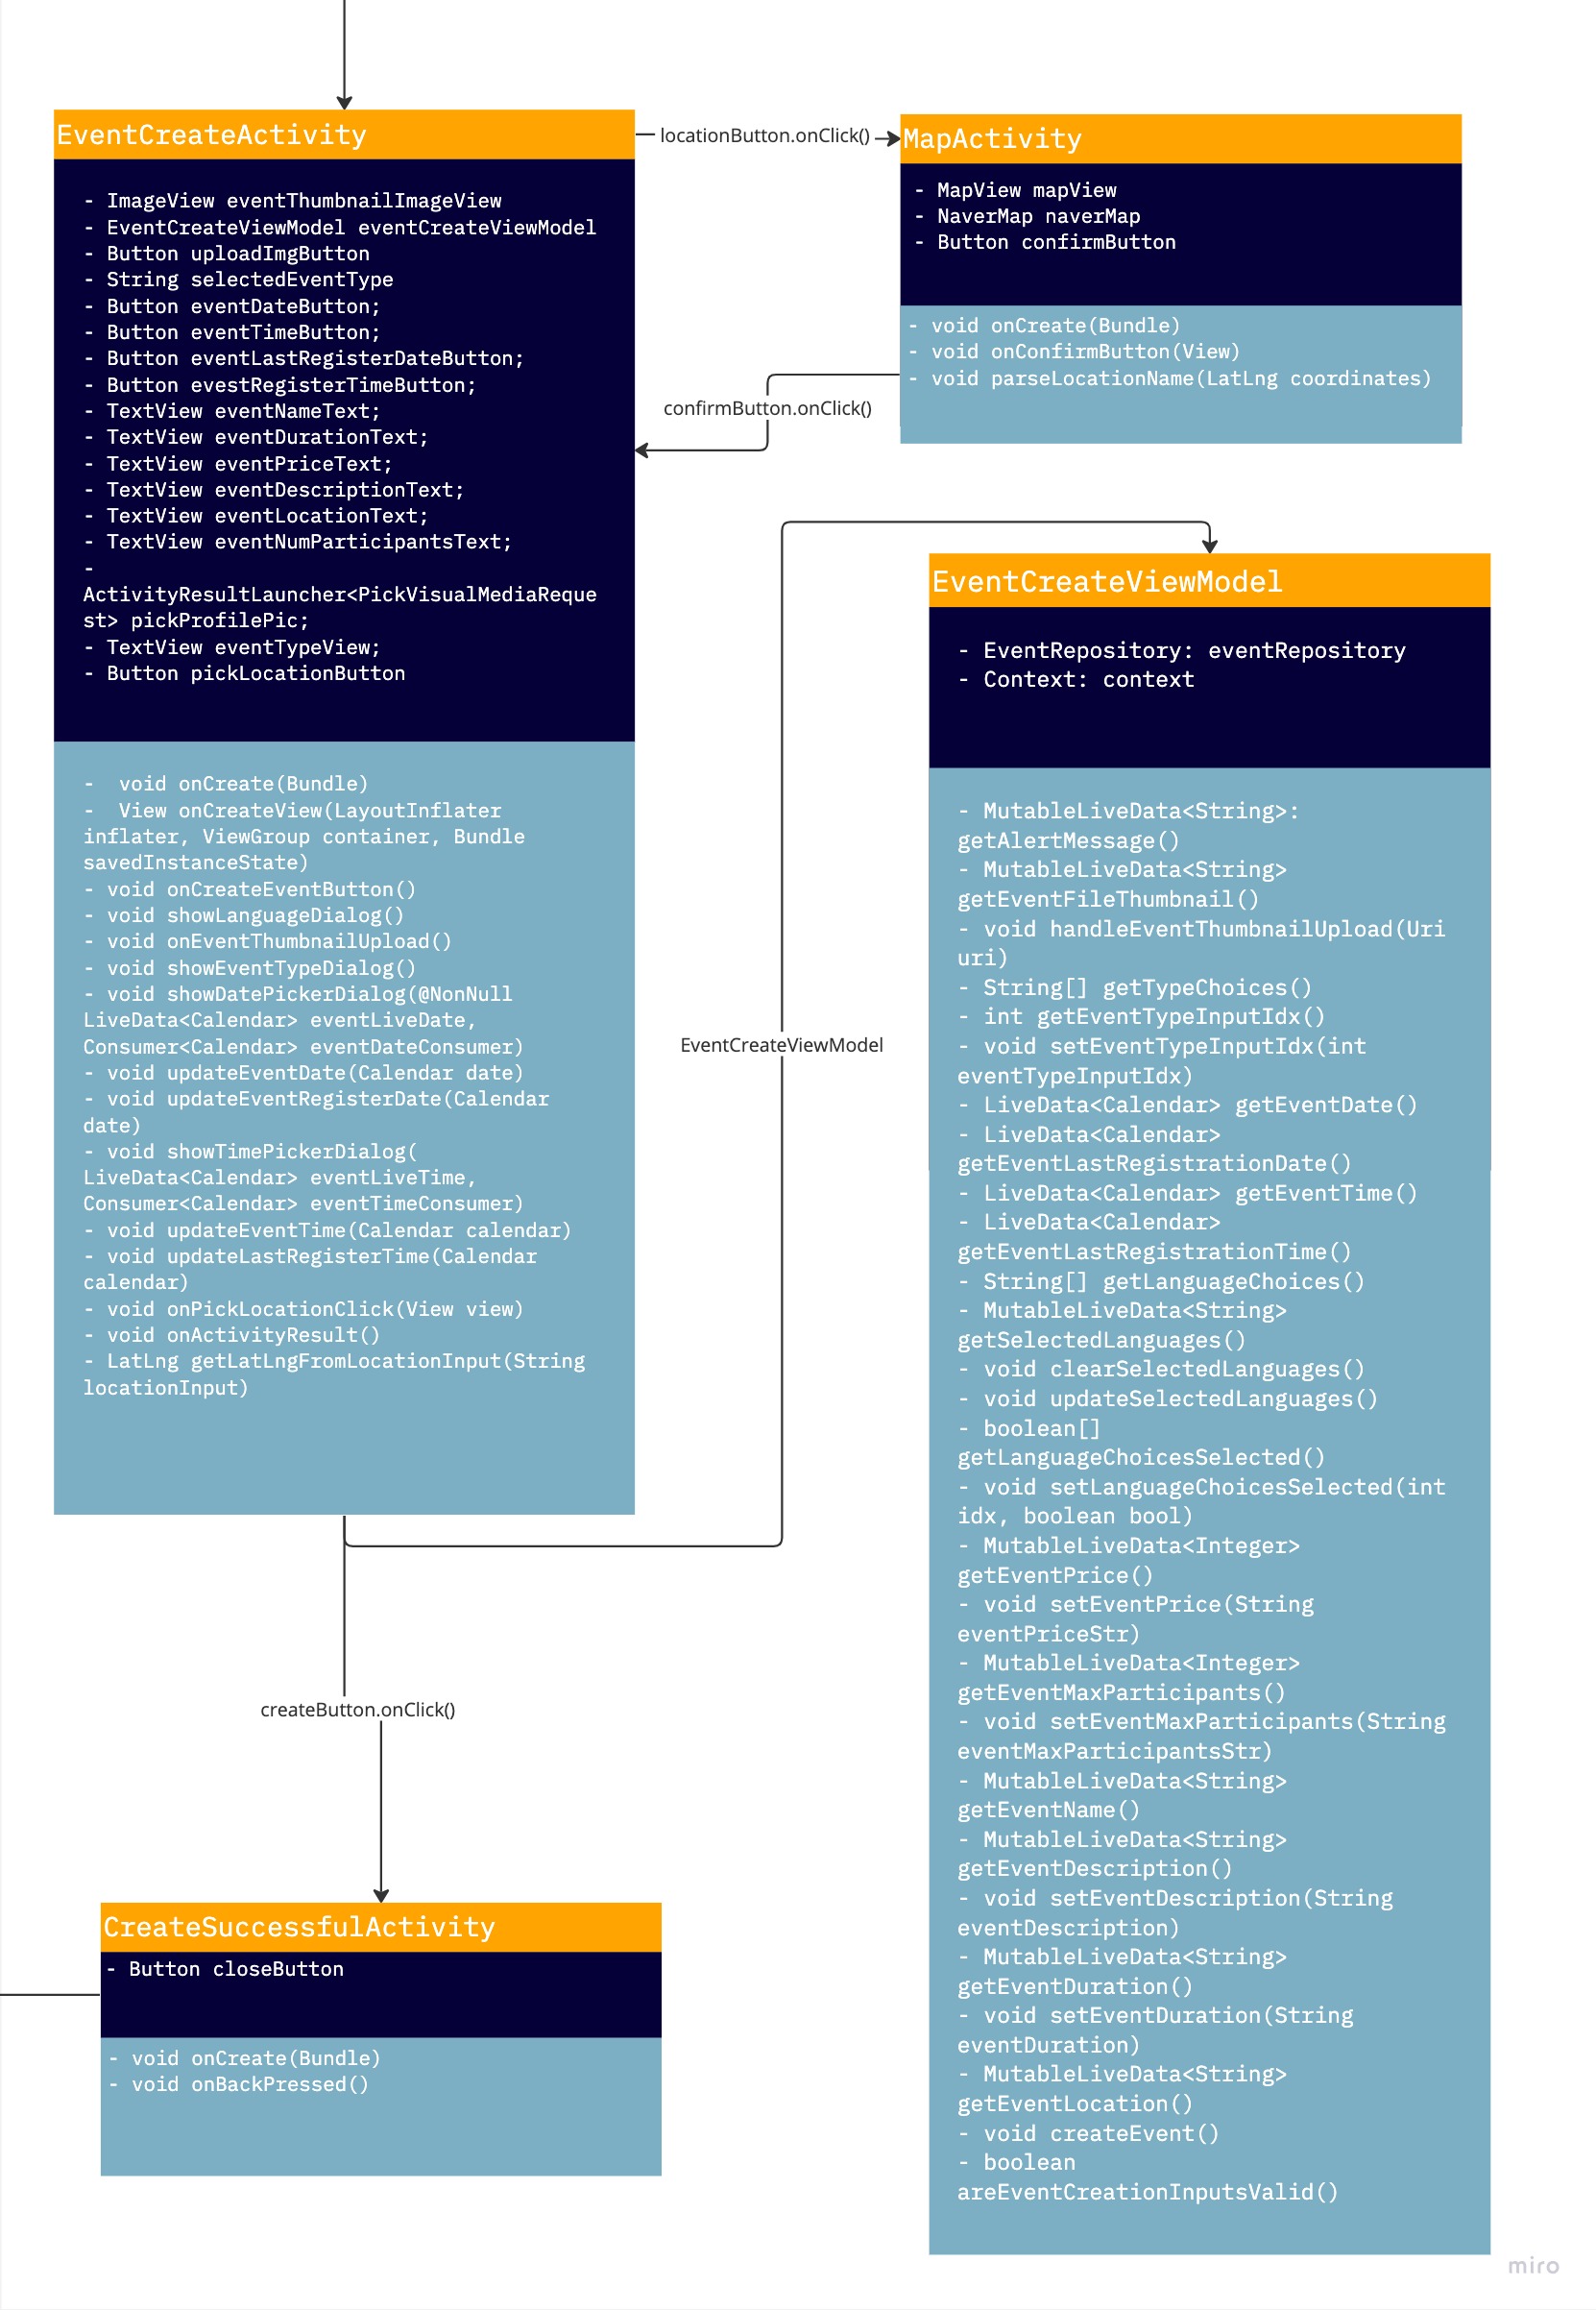 EventCreateActivity
- ImageView eventThumbnailImageView
- EventCreateViewModel eventCreateViewModel
- Button uploadImgButton
- String selectedEventType
- Button eventDateButton;
- Button eventTimeButton;
- Button eventLastRegisterDateButton;
- Button evestRegisterTimeButton;
- TextView eventNameText;
- TextView eventDurationText;
- TextView eventPriceText;
- TextView eventDescriptionText;
- TextView eventLocationText;
- TextView eventNumParticipantsText;
-
ActivityResultLauncher<PickVisualMediaReque
st> pickProfilePic;
- TextView eventTypeView;
- Button pickLocationButton
-  void onCreate(Bundle)
-  View onCreateView(LayoutInflater
inflater, ViewGroup container, Bundle
savedInstanceState)
- void onCreateEventButton()
- void showLanguageDialog()
- void onEventThumbnailUpload()
- void showEventTypeDialog()
- void showDatePickerDialog(@NonNull
LiveData<Calendar> eventLiveDate,
Consumer<Calendar> eventDateConsumer)
- void updateEventDate(Calendar date)
- void updateEventRegisterDate(Calendar
date)
- void showTimePickerDialog(
LiveData<Calendar> eventLiveTime,
Consumer<Calendar> eventTimeConsumer)
- void updateEventTime(Calendar calendar)
- void updateLastRegisterTime(Calendar
calendar)
- void onPickLocationClick(View view)
- void onActivityResult()
- LatLng getLatLngFromLocationInput(String
locationInput)
locationButton.onClick()
MapActivity
- MapView mapView
- NaverMap naverMap
- Button confirmButton
- void onCreate(Bundle)
- void onConfirmButton(View)
- void parseLocationName(LatLng coordinates)
confirmButton.onClick()
EventCreateViewModel
EventCreateViewModel
- EventRepository: eventRepository
- Context: context
- MutableLiveData<String>:
getAlertMessage()
- MutableLiveData<String>
getEventFileThumbnail()
- void handleEventThumbnailUpload(Uri
uri)
- String[] getTypeChoices()
- int getEventTypeInputIdx()
- void setEventTypeInputIdx(int
eventTypeInputIdx)
- LiveData<Calendar> getEventDate()
- LiveData<Calendar>
getEventLastRegistrationDate()
- LiveData<Calendar> getEventTime()
- LiveData<Calendar>
getEventLastRegistrationTime()
- String[] getLanguageChoices()
- MutableLiveData<String>
getSelectedLanguages()
- void clearSelectedLanguages()
- void updateSelectedLanguages()
- boolean[]
getLanguageChoicesSelected()
- void setLanguageChoicesSelected(int
idx, boolean bool)
- MutableLiveData<Integer>
getEventPrice()
- void setEventPrice(String
eventPriceStr)
- MutableLiveData<Integer>
getEventMaxParticipants()
- void setEventMaxParticipants(String
eventMaxParticipantsStr)
- MutableLiveData<String>
getEventName()
- MutableLiveData<String>
getEventDescription()
- void setEventDescription(String
eventDescription)
- MutableLiveData<String>
getEventDuration()
- void setEventDuration(String
eventDuration)
- MutableLiveData<String>
getEventLocation()
- void createEvent()
- boolean
areEventCreationInputsValid()
createButton.onClick()
CreateSuccessfulActivity
- Button closeButton
- void onCreate(Bundle)
- void onBackPressed()
miro